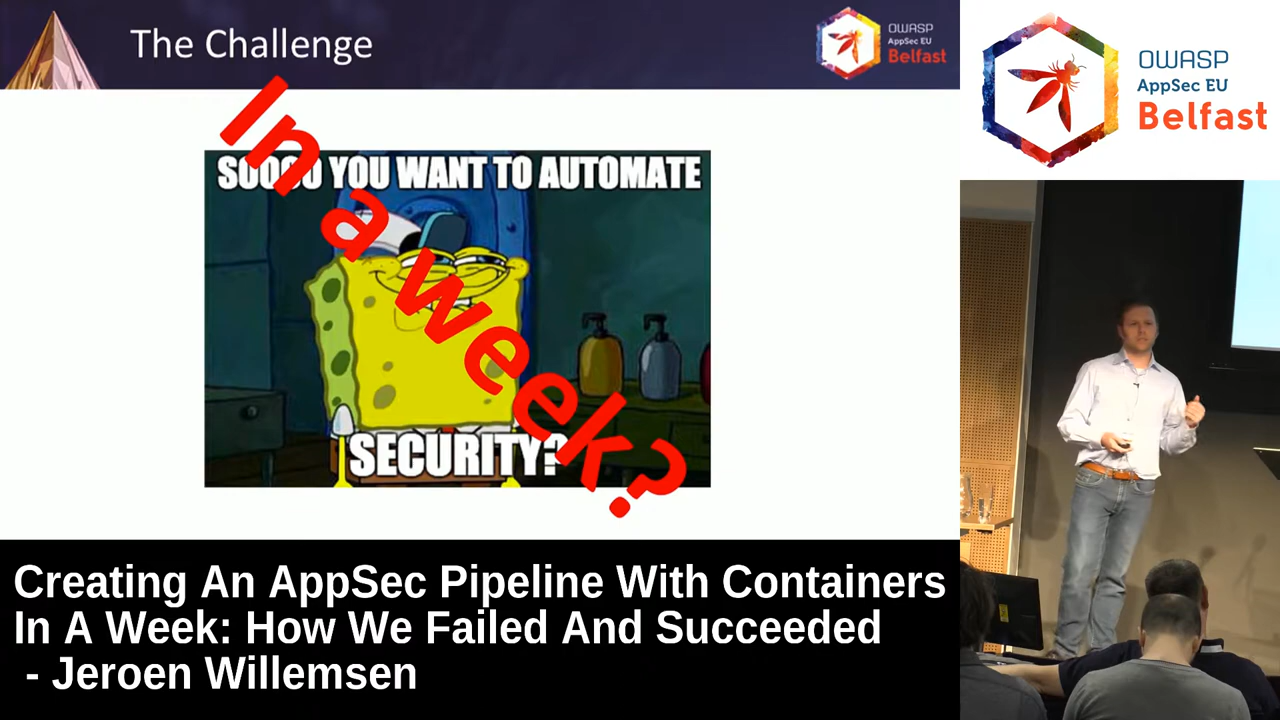 The Challenge
OWASP
AppSec EU
Belfast
OWASP
AppSec EU
Belfast
SOOOO YOU WANT TO AUTOMATE
In a week?
SECURITY?
Creating An AppSec Pipeline With Containers
In A Week: How We Failed And Succeeded
- Jeroen Willemsen